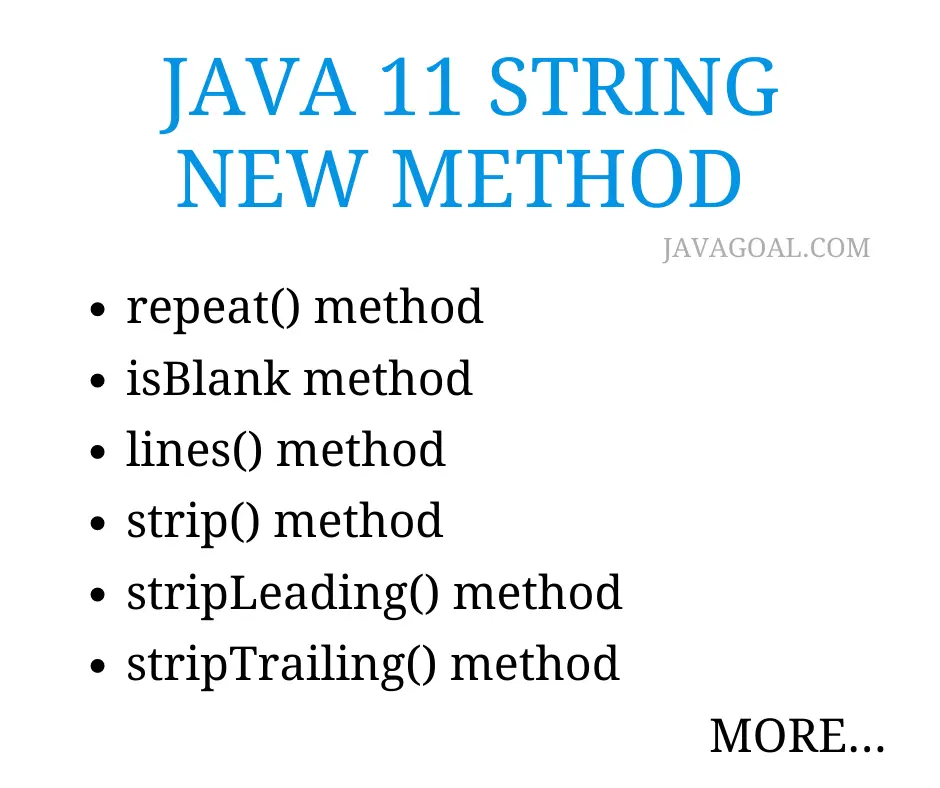 JAVA 11 STRING
NEW METHOD
JAVAGOAL.COM
• repeat() method
• isBlank method
• lines() method
• strip() method
• stripLeading() method
• stripTrailing() method
MORE...